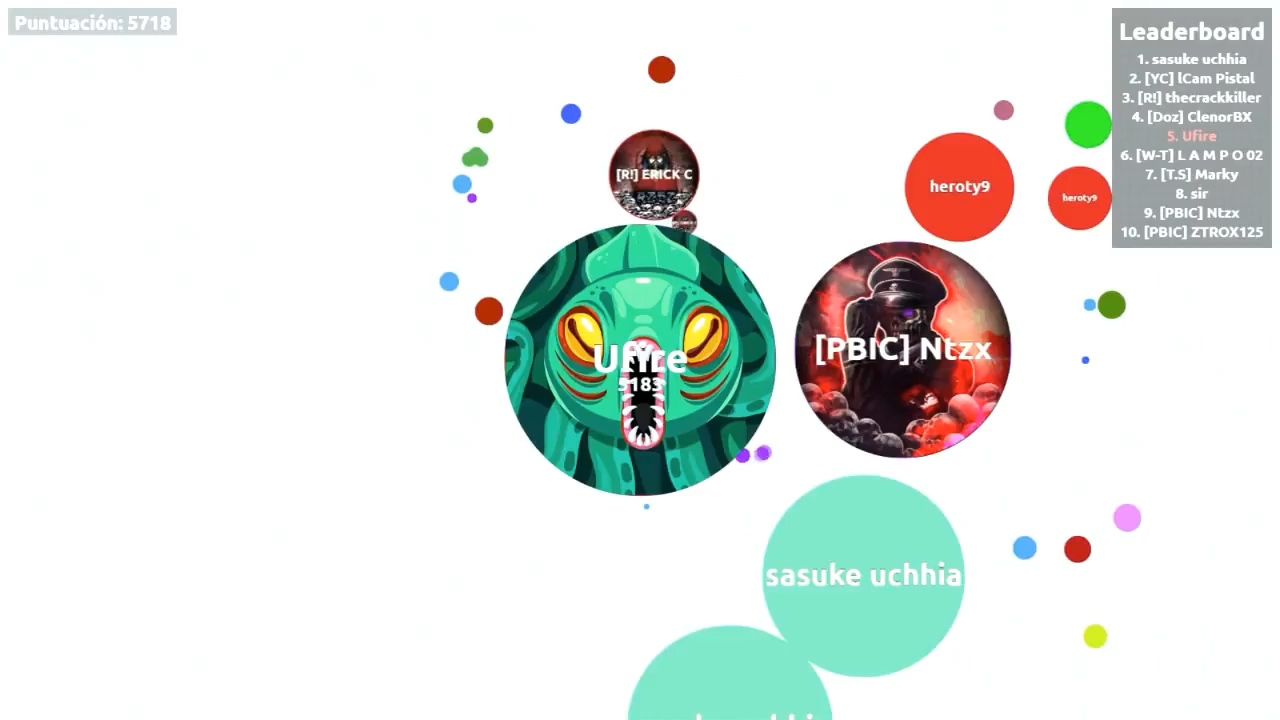 Puntuación: 5718
Leaderboard
1. sasuke uchhia
2. [YC] lCam Pistal
3. [R!] thecrackkiller
4. [Doz] ClenorBX
5. Ufire
6. [W-T] L A M P O 02
7. [T.S] Marky
8. sir
9. [PBIC] Ntzx
10. [PBIC] ZTROX125
[R!] ERICK C
heroty9
heroty9
Ufire
5183
[PBIC] Ntzx
sasuke uchhia